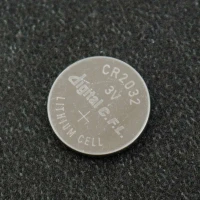 CR2032
3V
digital C.F.L.
+
LITHIUM CELL